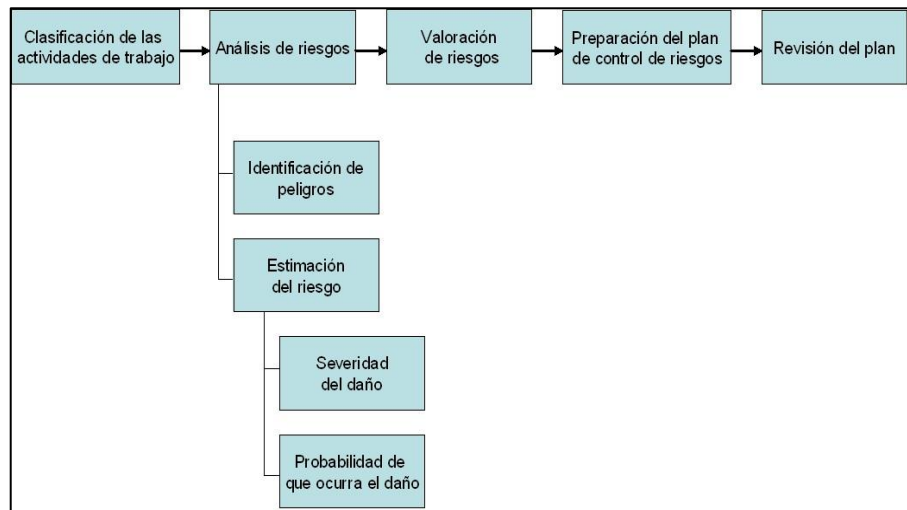 Clasificación de las
actividades de trabajo
Análisis de riesgos
Valoración
de riesgos
Preparación del plan
de control de riesgos
Revisión del plan
Identificación de
peligros
Estimación
del riesgo
Severidad
del daño
Probabilidad de
que ocurra el daño